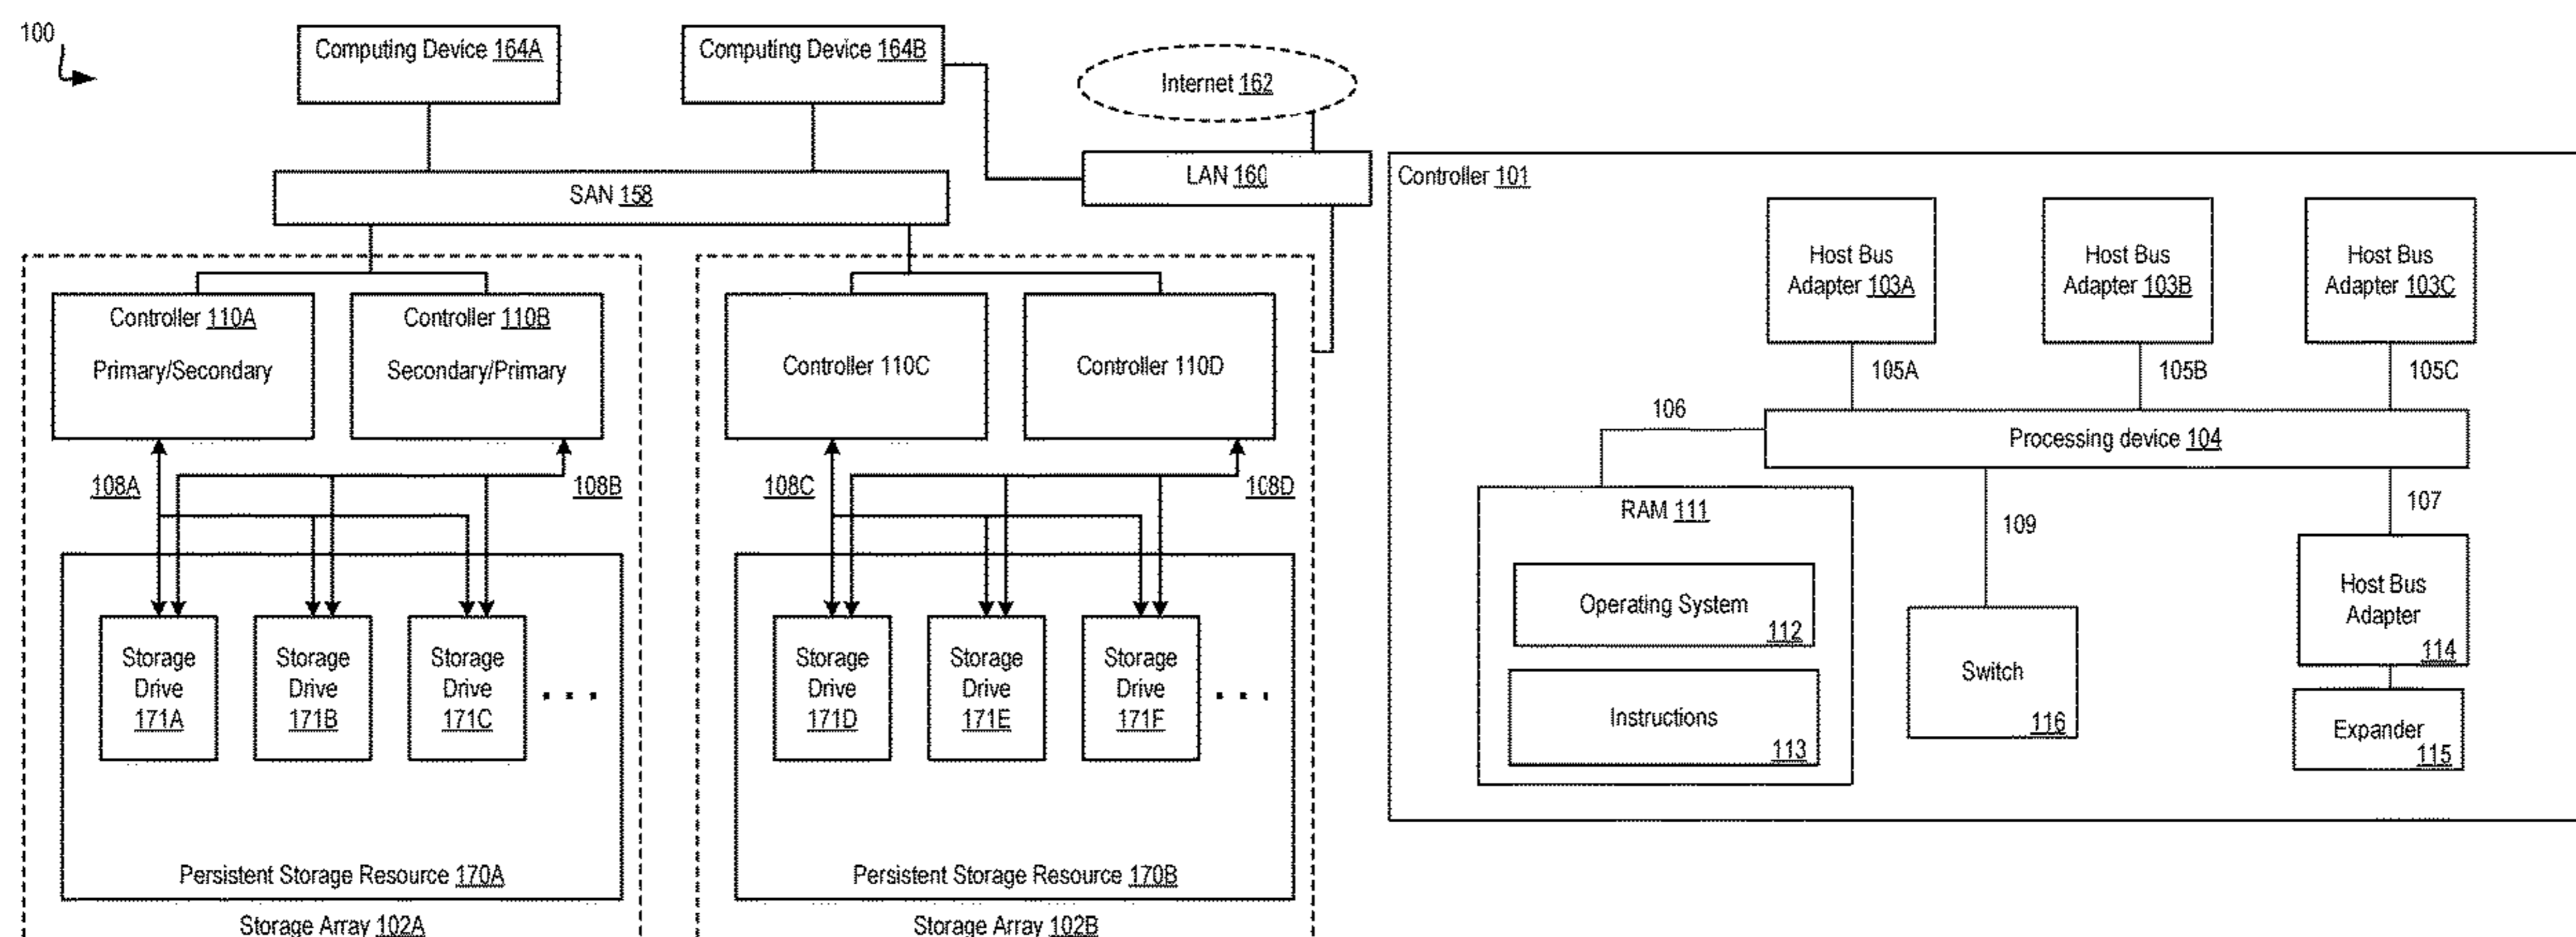 100
Computing Device 164A
Computing Device 164B
Internet 162
LAN 160
SAN 158
Controller 110A
Primary/Secondary
Controller 110B
Secondary/Primary
Controller 110C
Controller 110D
108A
108B
108C
108D
Storage
Drive
171A
Storage
Drive
171B
Storage
Drive
171C
...
Storage
Drive
171D
Storage
Drive
171E
Storage
Drive
171F
...
Persistent Storage Resource 170A
Persistent Storage Resource 170B
Storage Array 102A
Storage Array 102B
Controller 101
Host Bus
Adapter 103A
Host Bus
Adapter 103B
Host Bus
Adapter 103C
105A
105B
105C
106
Processing device 104
RAM 111
109
107
Operating System
112
Instructions
113
Switch
116
Host Bus
Adapter
114
Expander
115